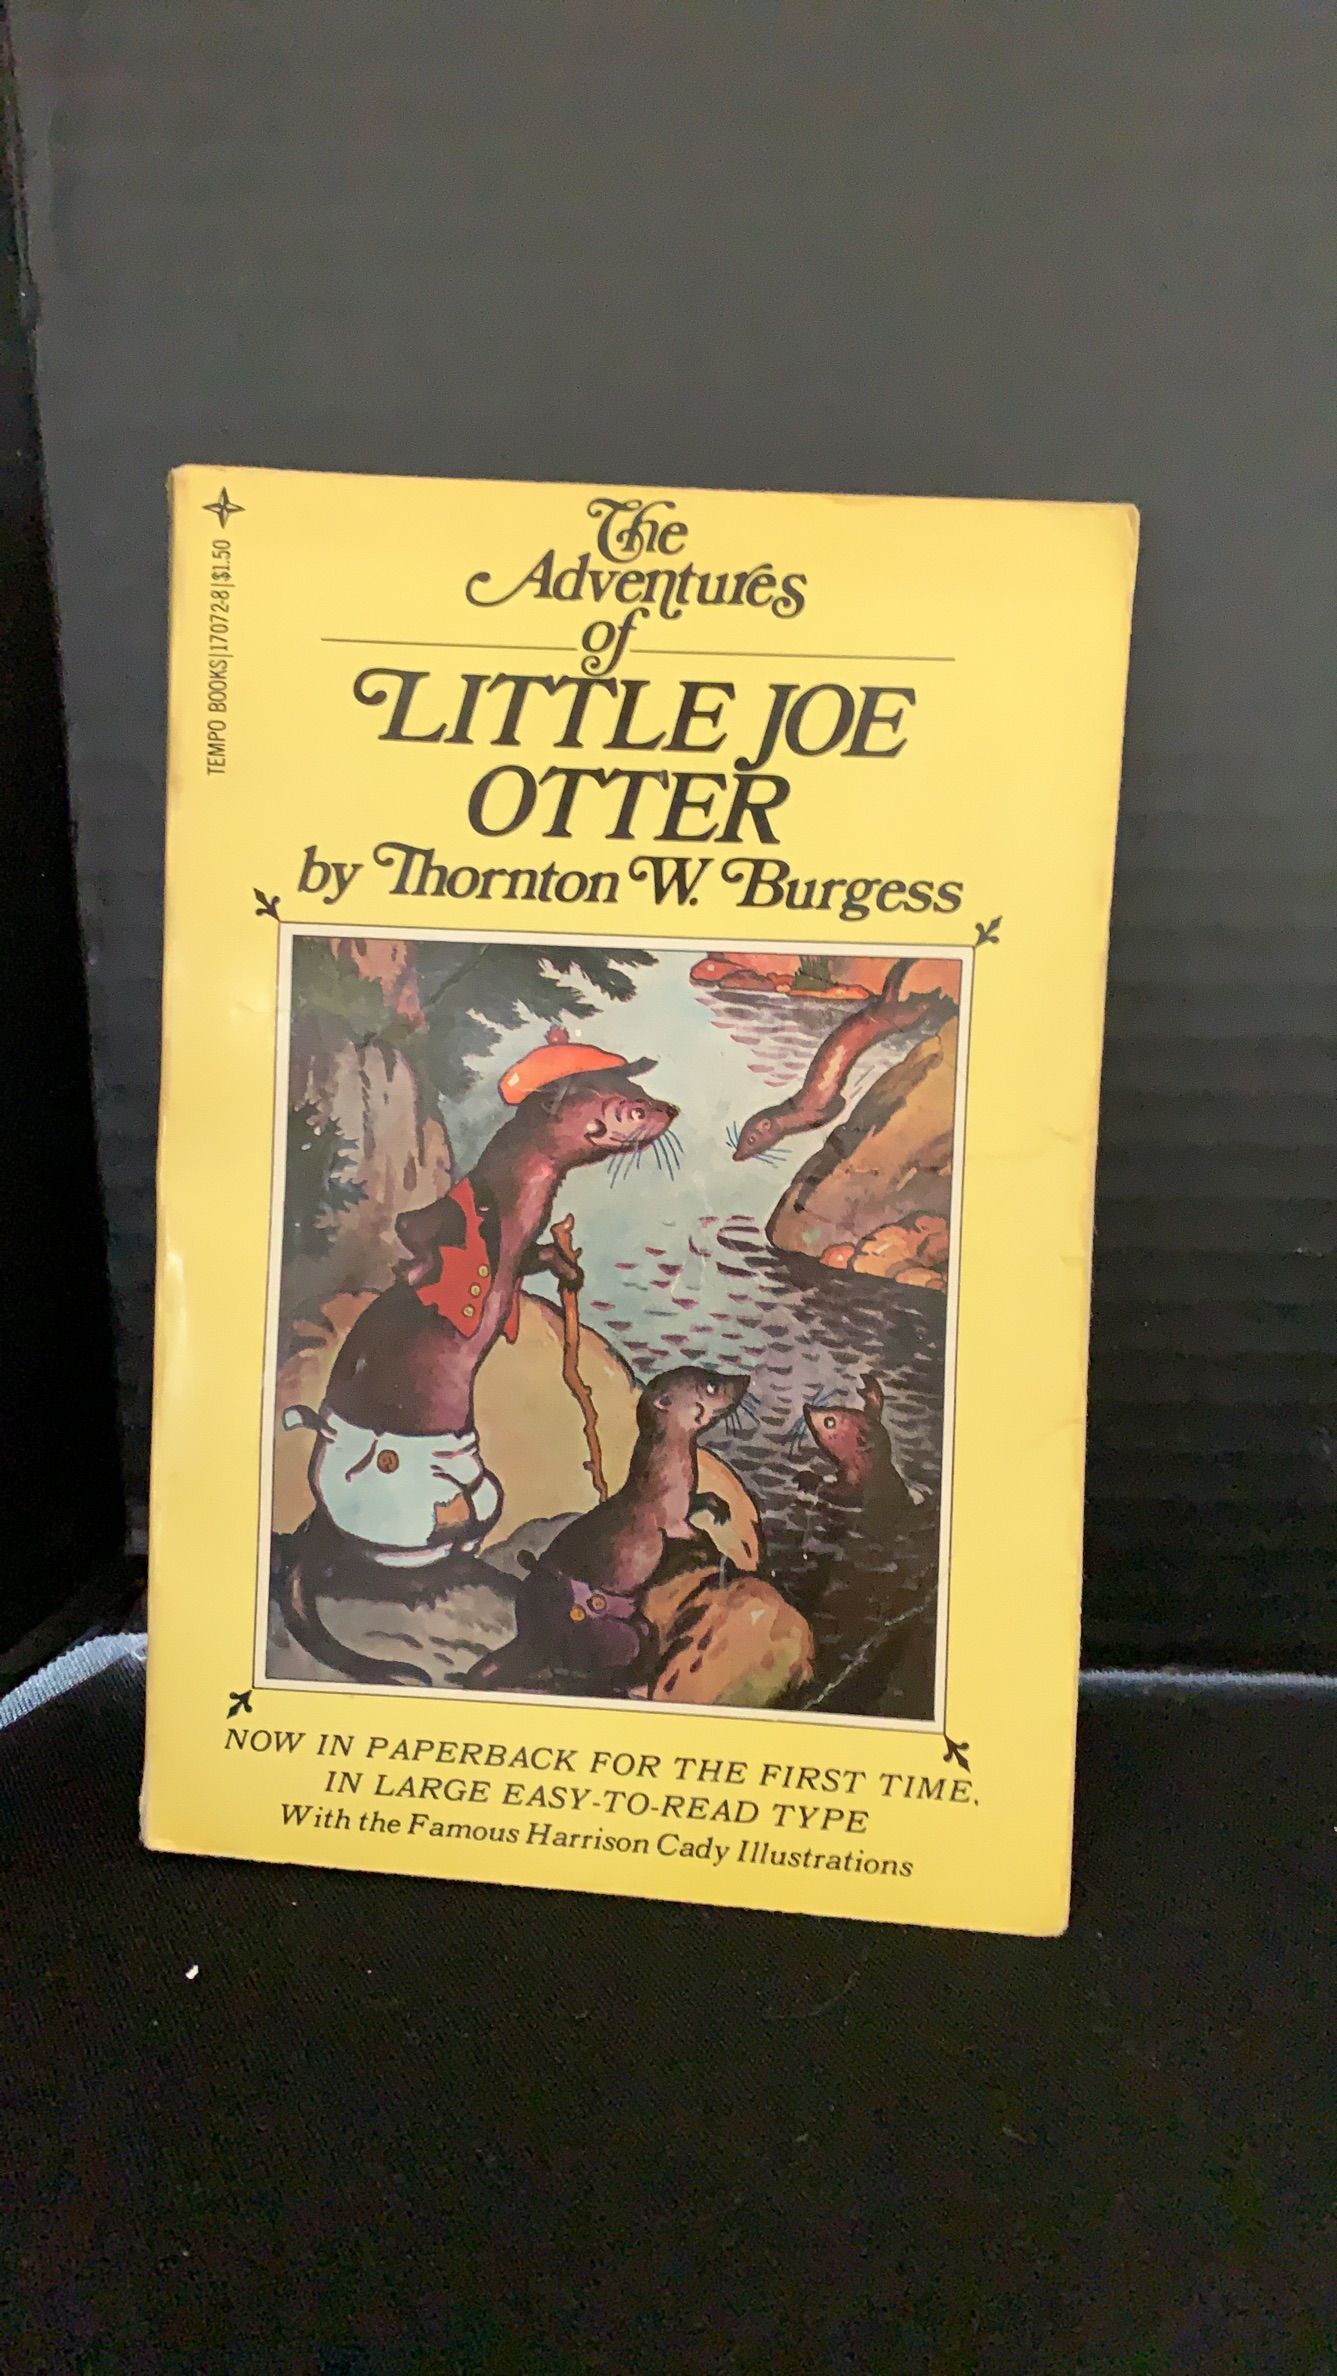 TEMPO BOOKS|17072-8|$1.50
The
Adventures
of
LITTLE JOE
OTTER
by Thornton W. Burgess
NOW IN PAPERBACK FOR THE FIRST TIME,
IN LARGE EASY-TO-READ TYPE
With the Famous Harrison Cady Illustrations